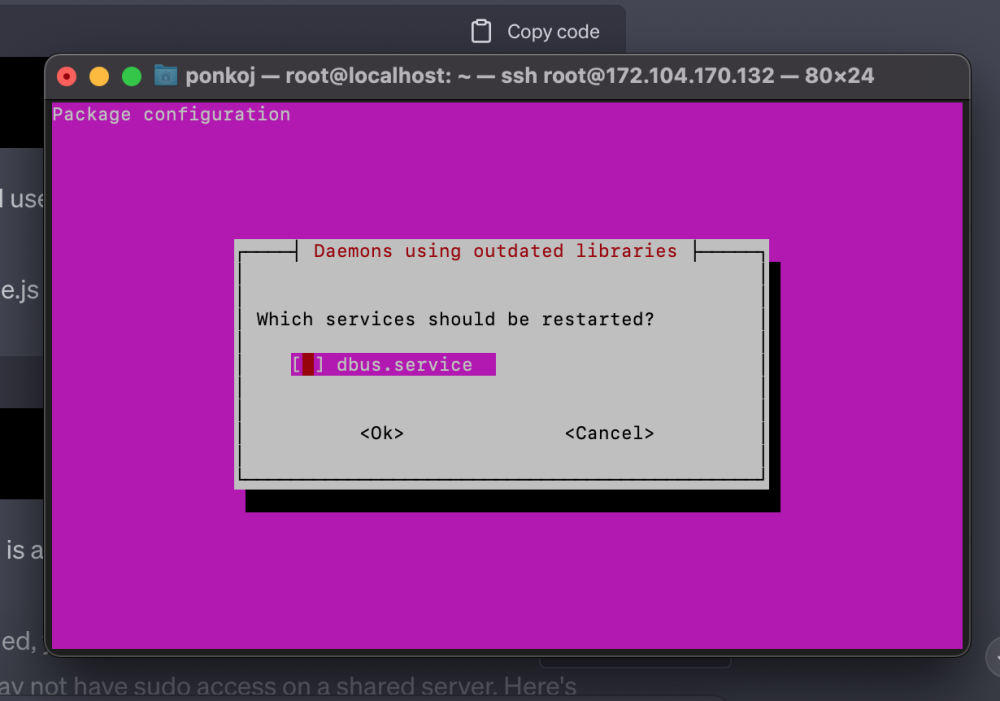 Copy code
ponkoj — root@localhost: ~ — ssh root@172.104.170.132 — 80×24
Package configuration
use
Daemons using outdated libraries
e.js
Which services should be restarted?
[ ] dbus.service
<Ok> <Cancel>
is a
ed,
not have sudo access on a shared server. Here's